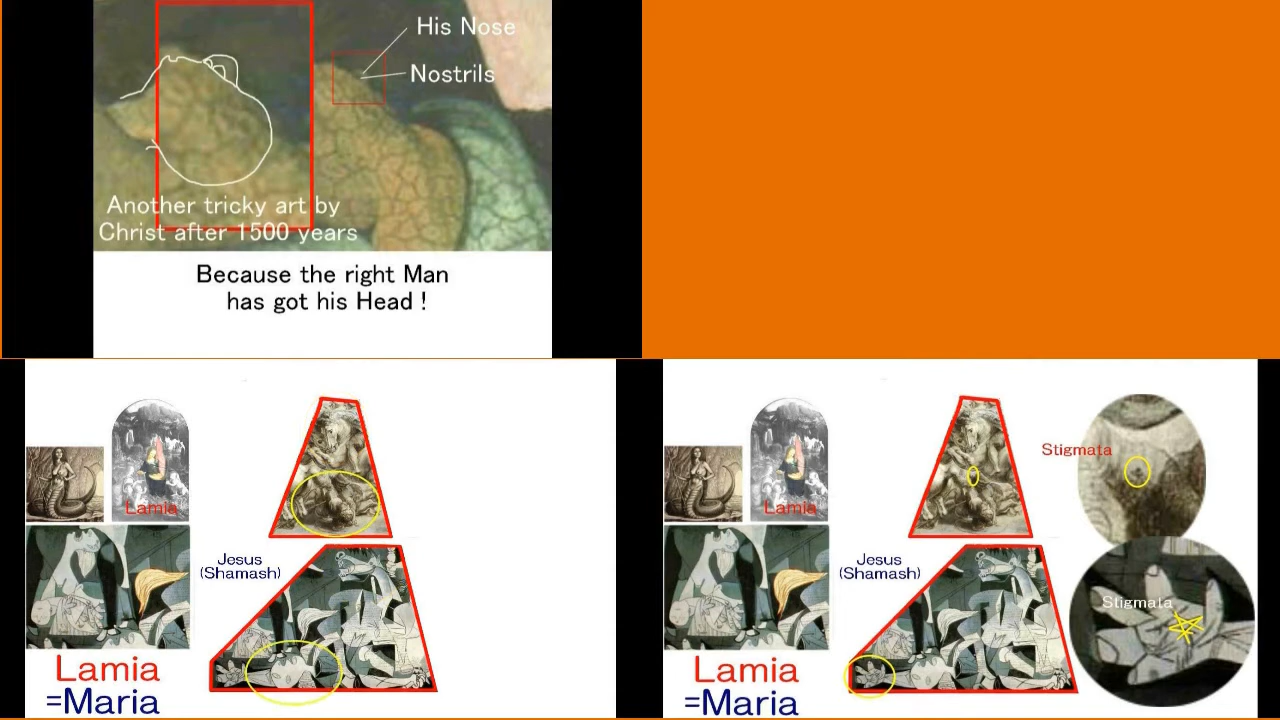 His Nose
Nostrils
Another tricky art by
Christ after 1500 years
Because the right Man
has got his Head !
Lamia
Jesus
(Shamash)
Lamia
=Maria
Stigmata
Lamia
Jesus
(Shamash)
Stigmata
Lamia
=Maria